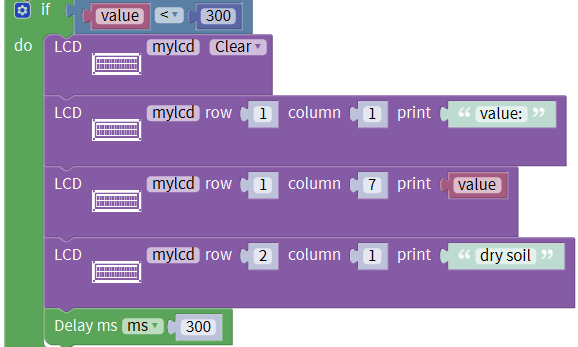 if value < 300
do LCD mylcd Clear
LCD mylcd row 1 column 1 print “ value: ”
LCD mylcd row 1 column 7 print value
LCD mylcd row 2 column 1 print “ dry soil ”
Delay ms ms 300